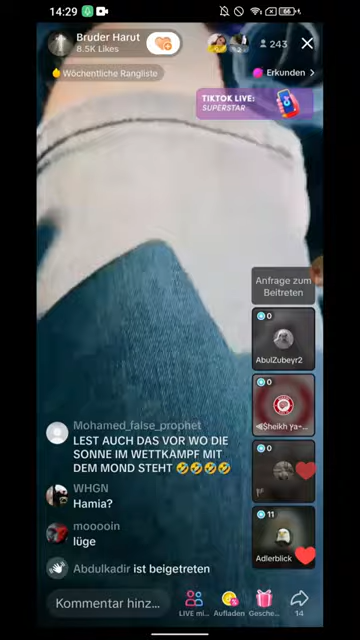 14:29
66
Bruder Harut
8.5K Likes
243
Wöchentliche Rangliste
Erkunden
TIKTOK LIVE:
SUPERSTAR
Anfrage zum
Beitreten
0
AbulZubeyr2
0
0
11
Adlerblick
Mohamed_false_prophet
LEST AUCH DAS VOR WO DIE
SONNE IM WETTKAMPF MIT
DEM MOND STEHT 🤣🤣🤣🤣
WHGN
Hamia?
mooooin
lüge
Abdulkadir ist beigetreten
Kommentar hinz...
LIVE mi...
Aufladen
Gesche...
14